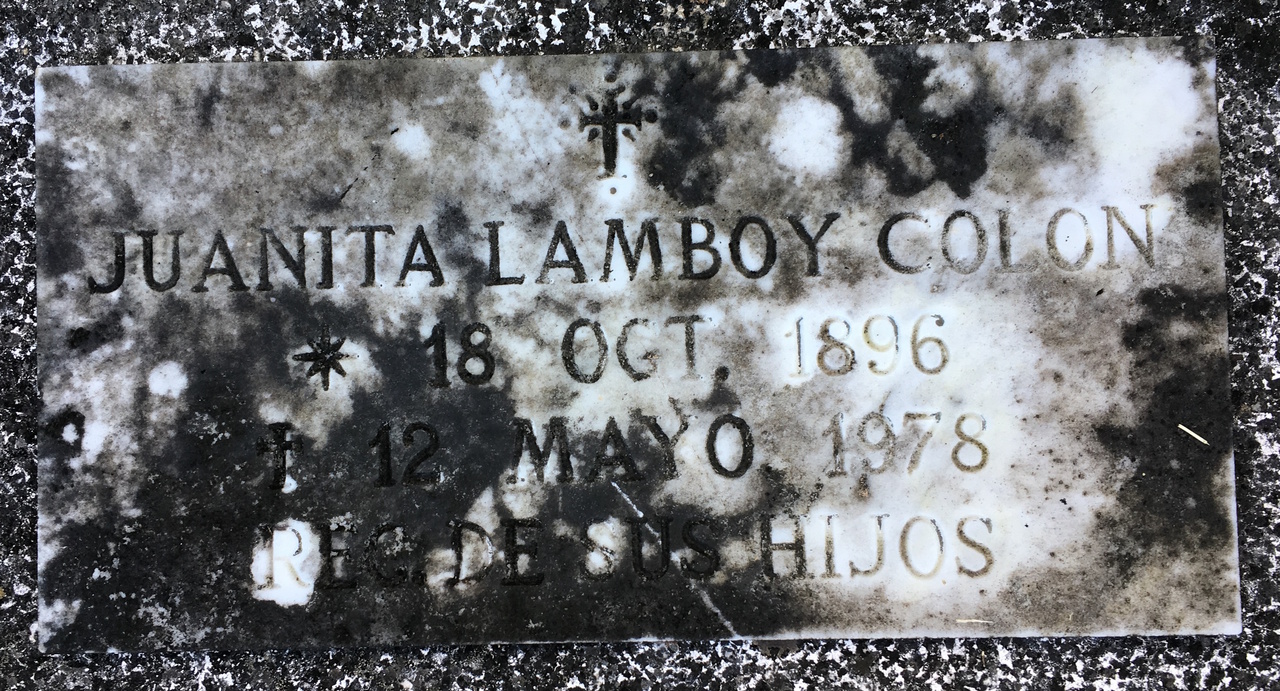 JUANITA LAMBOY COLON
* 18 OCT. 1896
† 12 MAYO 1978
REC. DE SUS HIJOS